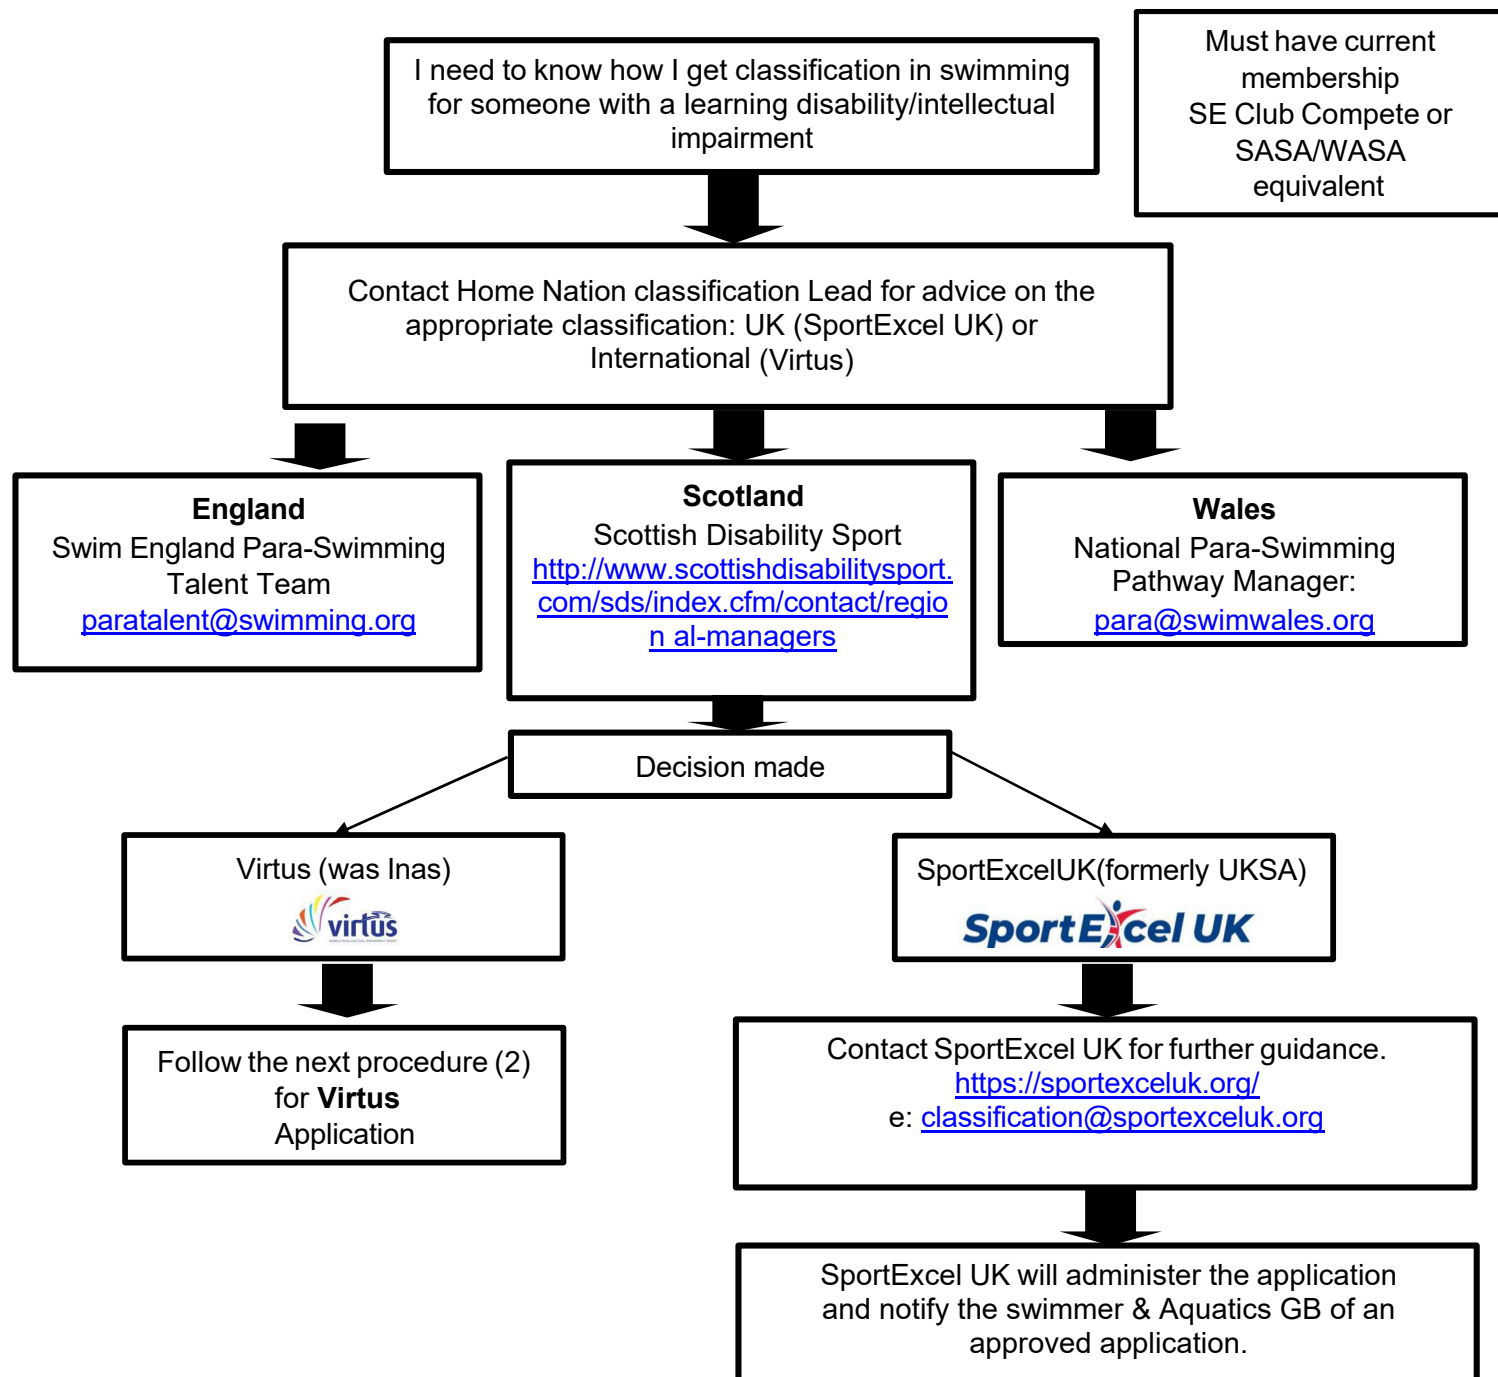 I need to know how I get classification in swimming
for someone with a learning disability/intellectual
impairment
Must have current
membership
SE Club Compete or
SASA/WASA
equivalent
Contact Home Nation classification Lead for advice on the
appropriate classification: UK (SportExcel UK) or
International (Virtus)
England
Swim England Para-Swimming
Talent Team
paratalent@swimming.org
Scotland
Scottish Disability Sport
http://www.scottishdisabilitysport.
com/sds/index.cfm/contact/regio
n al-managers
Wales
National Para-Swimming
Pathway Manager:
para@swimwales.org
Decision made
Virtus (was Inas)
virtus
SportExcelUK(formerly UKSA)
SportExcel UK
Follow the next procedure (2)
for Virtus
Application
Contact SportExcel UK for further guidance.
https://sportexceluk.org/
e: classification@sportexceluk.org
SportExcel UK will administer the application
and notify the swimmer & Aquatics GB of an
approved application.